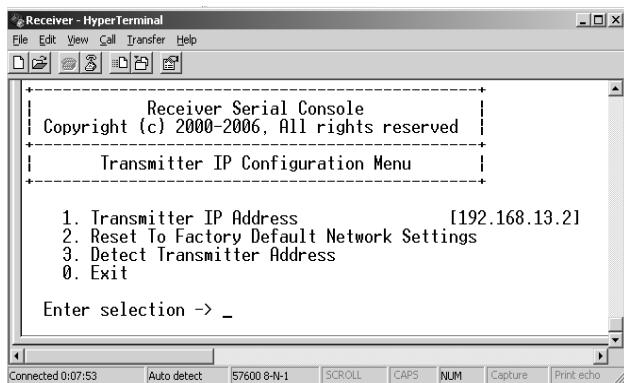 Receiver - HyperTerminal
File Edit View Call Transfer Help
Receiver Serial Console
Copyright (c) 2000-2006, All rights reserved
Transmitter IP Configuration Menu
1. Transmitter IP Address [192.168.13.2]
2. Reset To Factory Default Network Settings
3. Detect Transmitter Address
0. Exit
Enter selection -> _
Connected 0:07:53 Auto detect 57600 8-N-1 SCROLL CAPS NUM Capture Print echo